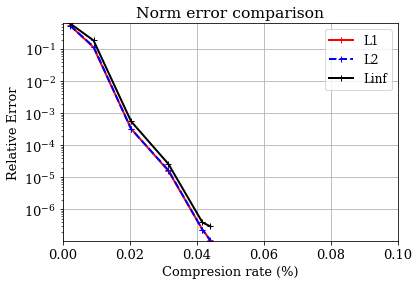 Norm error comparison
L1
L2
Linf
Relative Error
10⁻¹
10⁻²
10⁻³
10⁻⁴
10⁻⁵
10⁻⁶
0.00 0.02 0.04 0.06 0.08 0.10
Compresion rate (%)